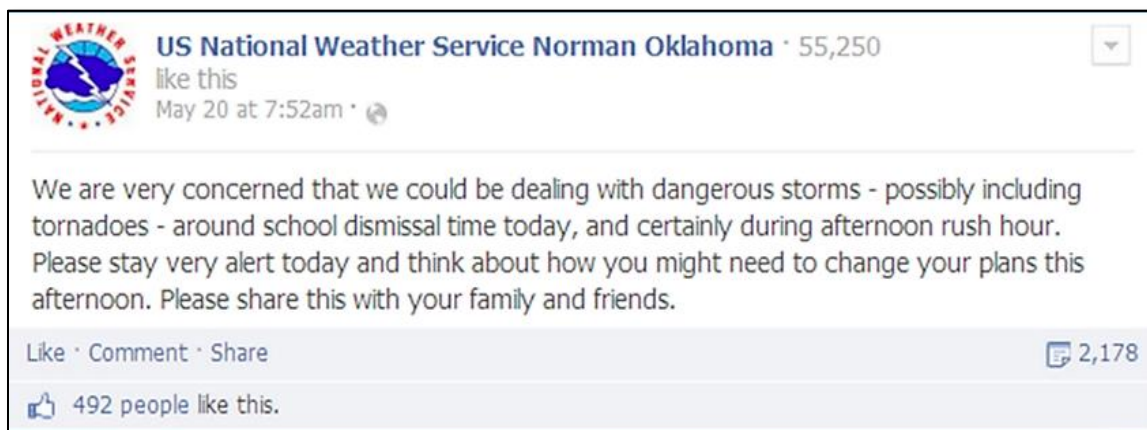 NATIONAL WEATHER SERVICE
US National Weather Service Norman Oklahoma · 55,250
like this
May 20 at 7:52am ·
We are very concerned that we could be dealing with dangerous storms - possibly including
tornadoes - around school dismissal time today, and certainly during afternoon rush hour.
Please stay very alert today and think about how you might need to change your plans this
afternoon. Please share this with your family and friends.
Like · Comment · Share 2,178
492 people like this.